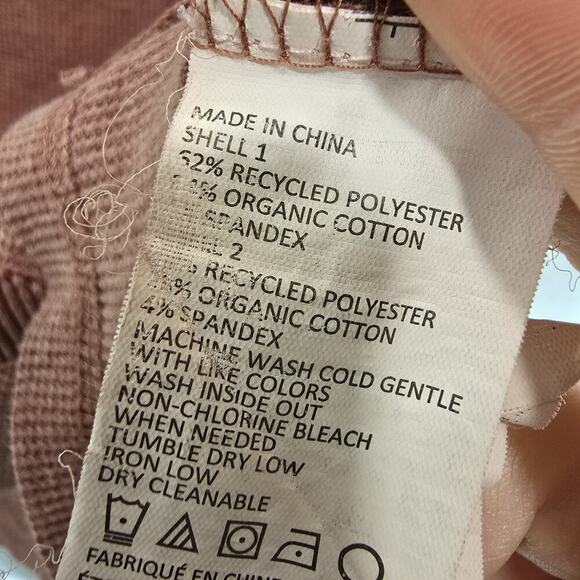 MADE IN CHINA
SHELL 1
RECYCLED POLYESTER
ORGANIC COTTON
SPANDEX
2
RECYCLED POLYESTER
ORGANIC COTTON
4% SPANDEX
MACHINE WASH COLD GENTLE
WITH LIKE COLORS
WASH INSIDE OUT
NON-CHLORINE BLEACH
WHEN NEEDED
TUMBLE DRY LOW
IRON LOW
DRY CLEANABLE
FABRIQUÉ EN CHINE